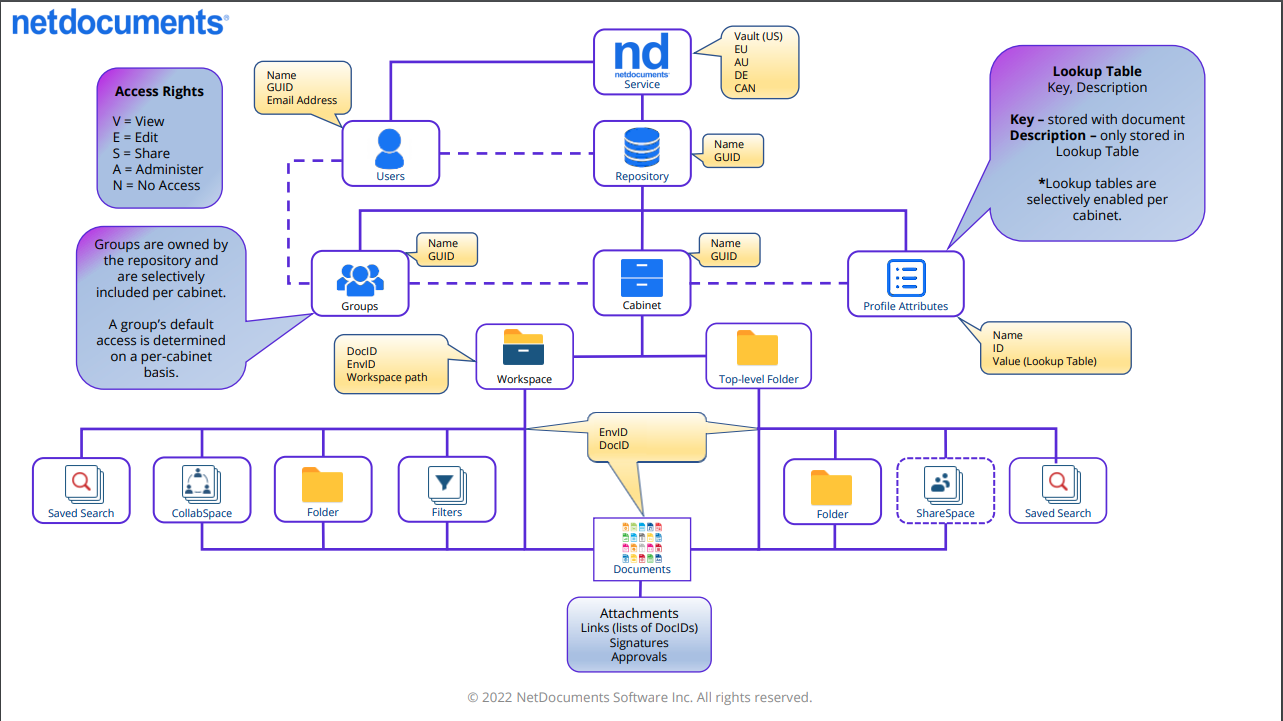 netdocuments®
nd
netdocuments®
Service
Vault (US)
EU
AU
DE
CAN
Name
GUID
Email Address
Access Rights
V = View
E = Edit
S = Share
A = Administer
N = No Access
Lookup Table
Key, Description
Key – stored with document
Description – only stored in
Lookup Table
*Lookup tables are
selectively enabled per
cabinet.
Users
Repository
Name
GUID
Groups are owned by
the repository and
are selectively
included per cabinet.
A group's default
access is determined
on a per-cabinet
basis.
Name
GUID
Name
GUID
Groups
Cabinet
Profile Attributes
DocID
EnvID
Workspace path
Workspace
Top-level Folder
Name
ID
Value (Lookup Table)
EnvID
DocID
Saved Search
CollabSpace
Folder
Filters
Folder
ShareSpace
Saved Search
Documents
Attachments
Links (lists of DocIDs)
Signatures
Approvals
© 2022 NetDocuments Software Inc. All rights reserved.